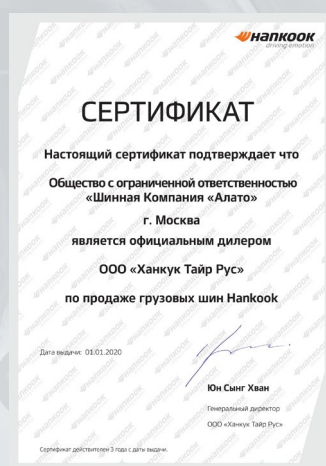 Hankook
driving emotion
СЕРТИФИКАТ
Настоящий сертификат подтверждает что
Общество с ограниченной ответственностью
«Шинная Компания «Алато»
г. Москва
является официальным дилером
ООО «Ханкук Тайр Рус»
по продаже грузовых шин Hankook
Дата выдачи: 01.01.2020
Юн Сынг Хван
Генеральный директор
ООО «Ханкук Тайр Рус»
Сертификат действителен 3 года с даты выдачи.